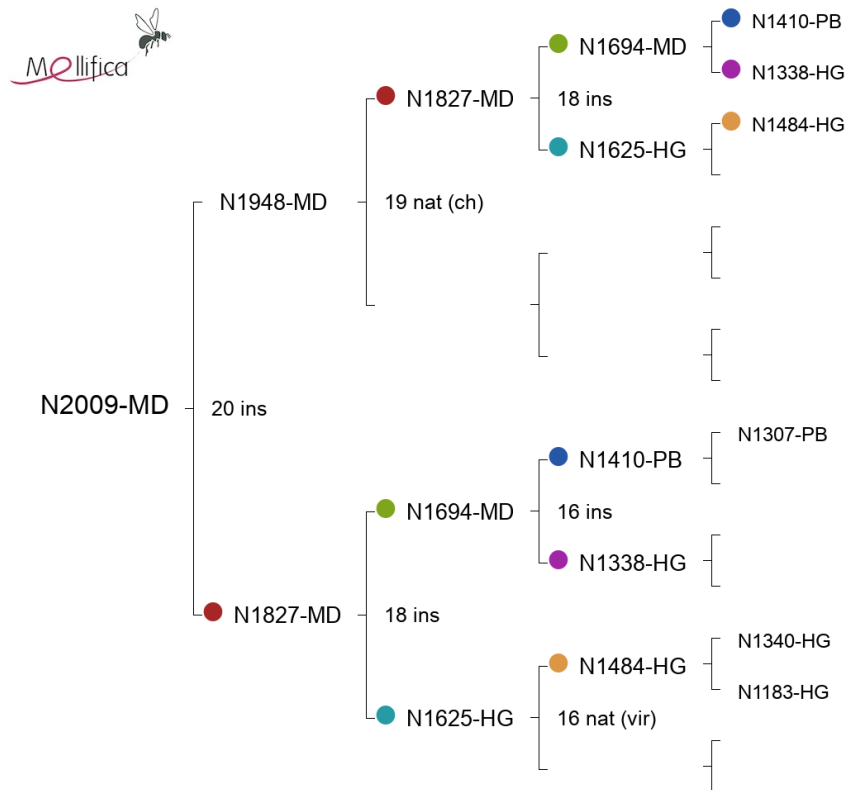 Mellifica
N1410-PB
N1694-MD
N1338-HG
N1827-MD
18 ins
N1484-HG
N1625-HG
N1948-MD
19 nat (ch)
N2009-MD
20 ins
N1307-PB
N1410-PB
N1694-MD
16 ins
N1338-HG
N1827-MD
18 ins
N1340-HG
N1484-HG
N1183-HG
N1625-HG
16 nat (vir)